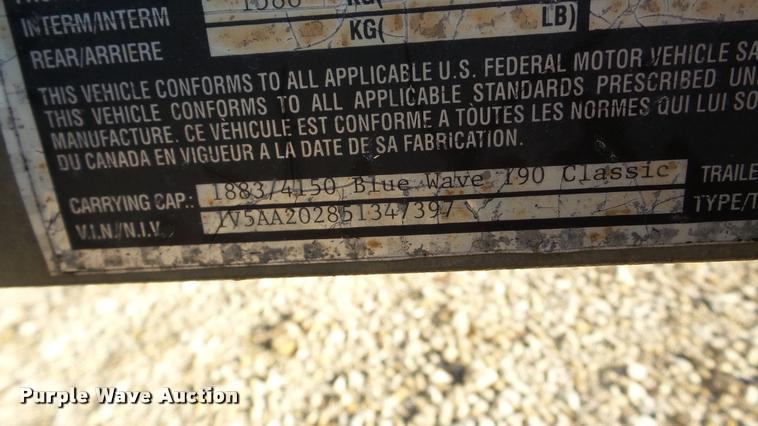 1588 KG(
INTERM/INTERM KG( LB)
REAR/ARRIERE
THIS VEHICLE CONFORMS TO ALL APPLICABLE U.S. FEDERAL MOTOR VEHICLE SA
THIS VEHICLE CONFORMS TO ALL APPLICABLE STANDARDS PRESCRIBED UN
MANUFACTURE. CE VÉHICULE EST CONFORME A TOUTES LES NORMES QUI LUI SO
DU CANADA EN VIGUEUR A LA DATE DE SA FABRICATION.
CARRYING CAP.: 1883/4150 Blue Wave 190 Classic TRAILE
V.I.N./N.I.V. 1V5AA202851347397 TYPE/T
Purple Wave Auction